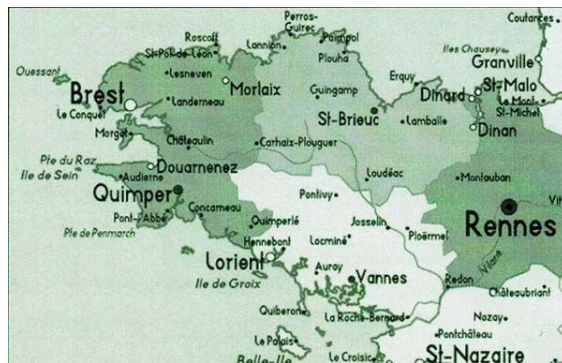 Coutances
Perros-
Guirec
Paimpol
Roscoff
Lannion
Iles Chausey
Granville
St-Pol-de-Léon
Plouha
Ouessant
Lesneven
Morlaix
Guingamp
Erquy
St-Malo
Brest
Landerneau
Dinard
Le Mont-
St-Michel
Le Conquet
St-Brieuc
Lamballe
Dinan
Morgat
Châteaulin
Carhaix-Plouguer
Pte du Raz
Douarnenez
Loudéac
Montauban
Ile de Sein
Audierne
Quimper
Pontivy
Vit
Rennes
Pont-l'Abbé
Concarneau
Quimperlé
Josselin
Ploërmel
Pte de Penmarch
Hennebont
Locminé
Vilaine
Lorient
Auray
Vannes
Redon
Ile de Groix
Châteaubriant
Quiberon
La Roche-Bernard
Nozay
Le Palais
Pontchâteau
Belle-Ile
Le Croisic
St-Nazaire